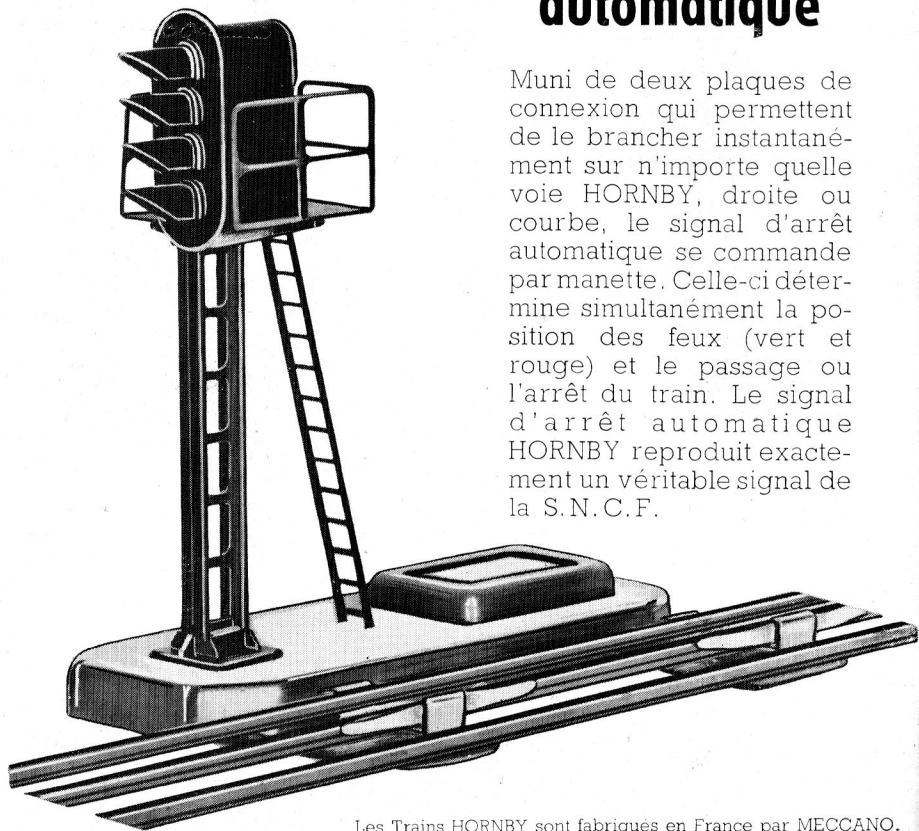 automatique
Muni de deux plaques de
connexion qui permettent
de le brancher instantané-
ment sur n'importe quelle
voie HORNBY, droite ou
courbe, le signal d'arrêt
automatique se commande
par manette. Celle-ci déter-
mine simultanément la po-
sition des feux (vert et
rouge) et le passage ou
l'arrêt du train. Le signal
d'arrêt automatique
HORNBY reproduit exacte-
ment un véritable signal de
la S.N.C.F.
Les Trains HORNBY sont fabriqués en France par MECCANO.